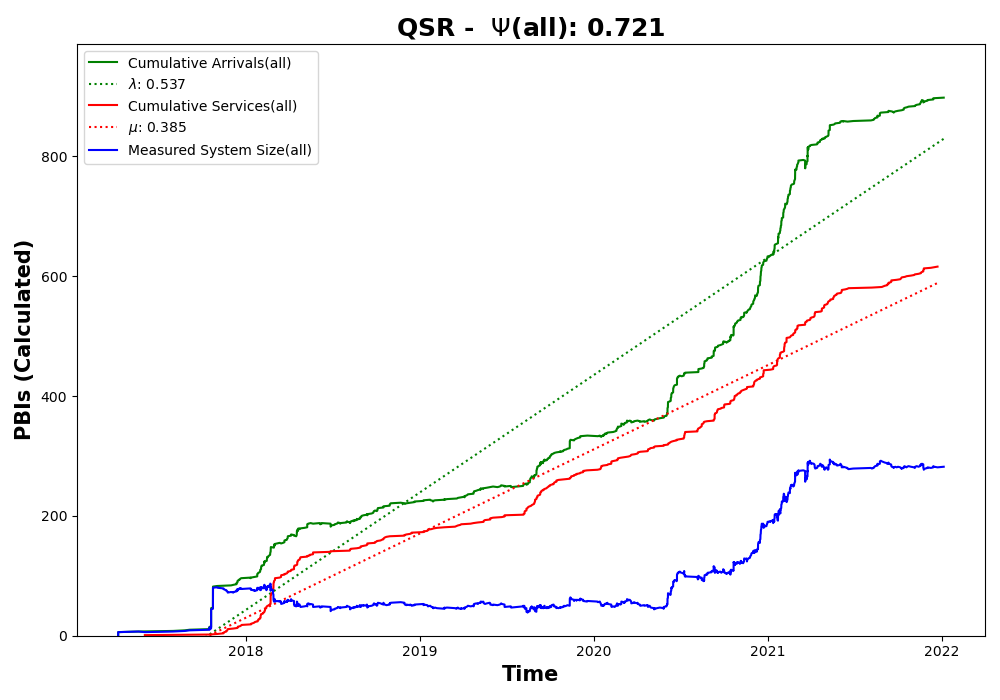 QSR - Ψ(all): 0.721
Cumulative Arrivals(all)
λ: 0.537
Cumulative Services(all)
μ: 0.385
Measured System Size(all)
PBIs (Calculated)
800
600
400
200
0
2018 2019 2020 2021 2022
Time